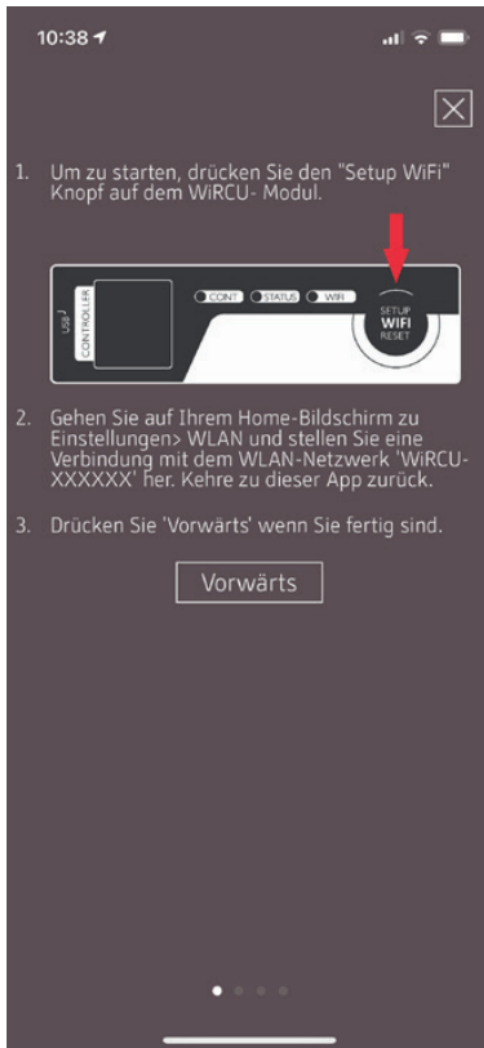 10:38
1. Um zu starten, drücken Sie den "Setup WiFi"
Knopf auf dem WiRCU- Modul.
USB
CONTROLLER
CONT
STATUS
WIFI
SETUP
WIFI
RESET
2. Gehen Sie auf Ihrem Home-Bildschirm zu
Einstellungen> WLAN und stellen Sie eine
Verbindung mit dem WLAN-Netzwerk 'WiRCU-
XXXXXX' her. Kehre zu dieser App zurück.
3. Drücken Sie 'Vorwärts' wenn Sie fertig sind.
Vorwärts